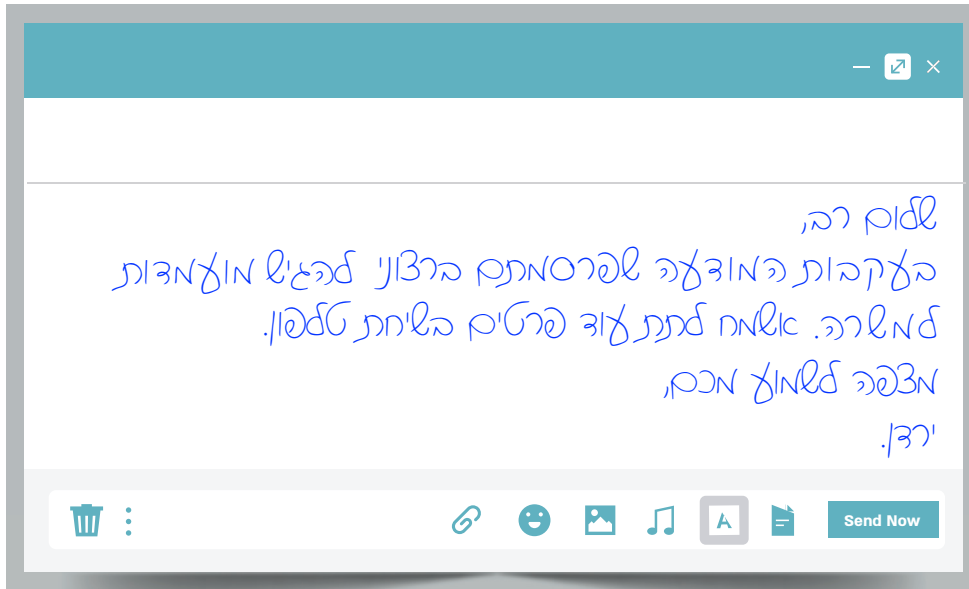 שלום רב,
בעקבות המודעה שפרסמתם ברצוני להגיש מועמדות
למשרה. אשמח לתת עוד פרטים בשיחת טלפון.
מצפה לשמוע מכם,
ירדן.
A
Send Now